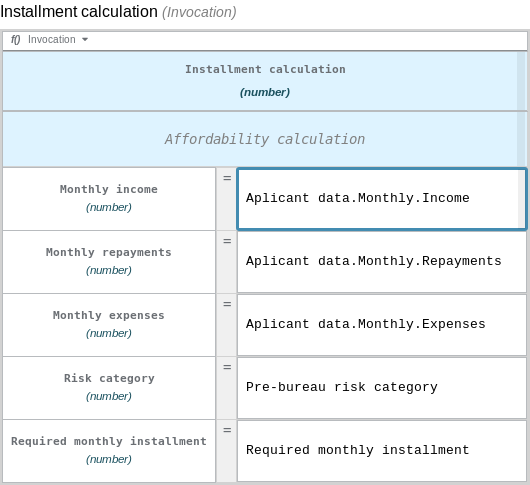 Installment calculation (Invocation)
f() Invocation
Installment calculation
(number)
Affordability calculation
Monthly income
(number)
= Aplicant data.Monthly.Income
Monthly repayments
(number)
= Aplicant data.Monthly.Repayments
Monthly expenses
(number)
= Aplicant data.Monthly.Expenses
Risk category
(number)
= Pre-bureau risk category
Required monthly installment
(number)
= Required monthly installment